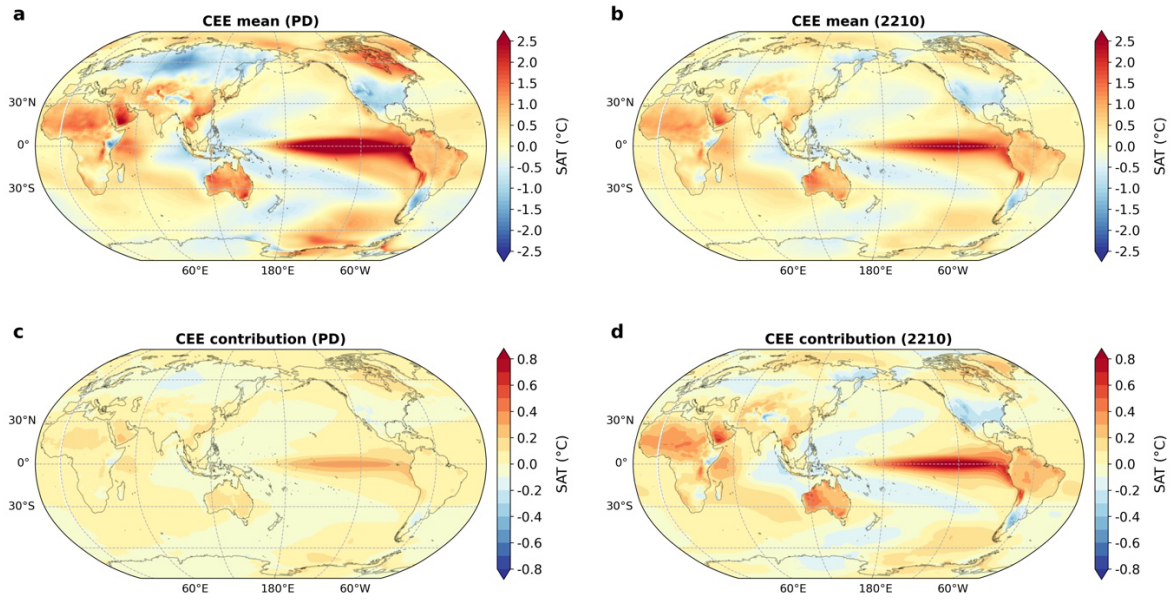 a
CEE mean (PD)
30°N
0°
30°S
60°E 180°E 60°W
2.5
2.0
1.5
1.0
0.5
0.0
-0.5
-1.0
-1.5
-2.0
-2.5
SAT (°C)
b
CEE mean (2210)
30°N
0°
30°S
60°E 180°E 60°W
2.5
2.0
1.5
1.0
0.5
0.0
-0.5
-1.0
-1.5
-2.0
-2.5
SAT (°C)
c
CEE contribution (PD)
30°N
0°
30°S
60°E 180°E 60°W
0.8
0.6
0.4
0.2
0.0
-0.2
-0.4
-0.6
-0.8
SAT (°C)
d
CEE contribution (2210)
30°N
0°
30°S
60°E 180°E 60°W
0.8
0.6
0.4
0.2
0.0
-0.2
-0.4
-0.6
-0.8
SAT (°C)